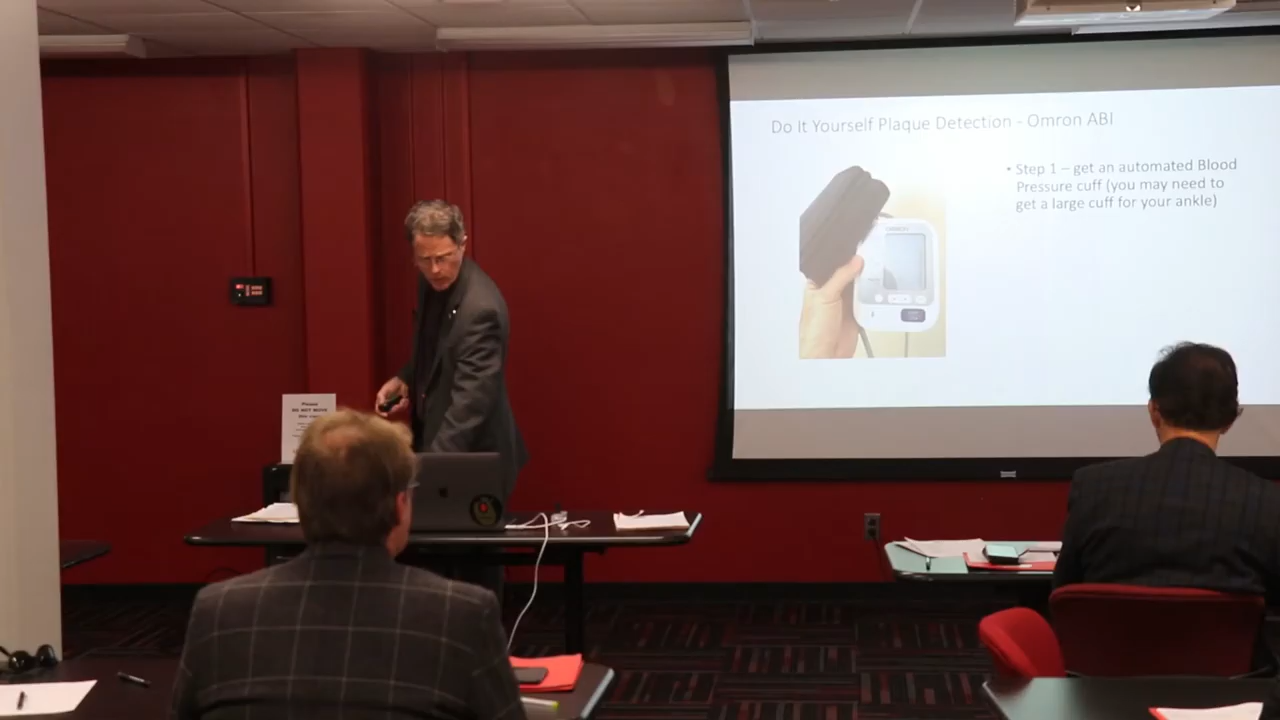 Do It Yourself Plaque Detection - Omron ABI
• Step 1 – get an automated Blood
Pressure cuff (you may need to
get a large cuff for your ankle)
OMRON
Please
DO NOT MOVE